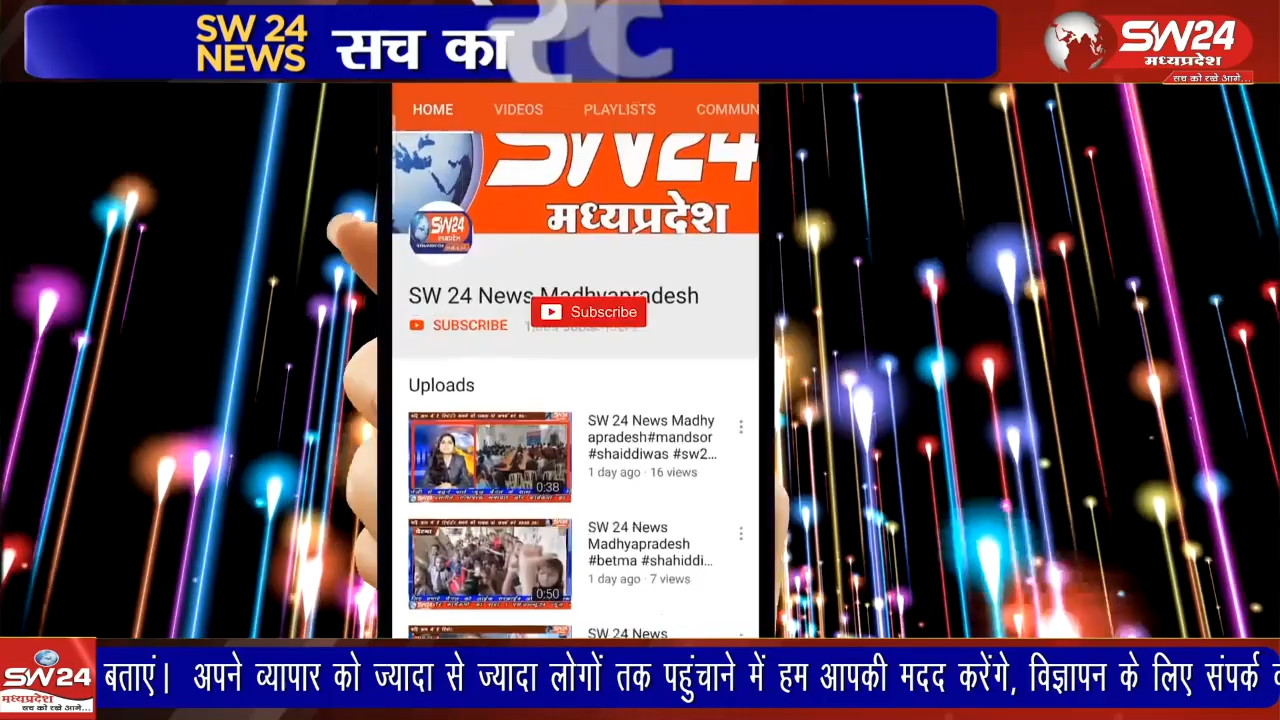 SW 24
NEWS
सच का
SW24
मध्यप्रदेश
सच को रखे आगे...
HOME VIDEOS PLAYLISTS COMMUN
SW24
मध्यप्रदेश
SW24
SW 24 News Madhyapradesh
SUBSCRIBE
Subscribe
Uploads
SW 24 News Madhy
apradesh#mandsor
#shaiddiwas #sw2...
1 day ago · 16 views
0:38
SW 24 News
Madhyapradesh
#betma #shahiddi...
1 day ago · 7 views
बेटमा
0:50
SW 24 News
SW24
मध्यप्रदेश
सच को रखे आगे...
बताएं। अपने व्यापार को ज्यादा से ज्यादा लोगों तक पहुंचाने में हम आपकी मदद करेंगे, विज्ञापन के लिए संपर्क